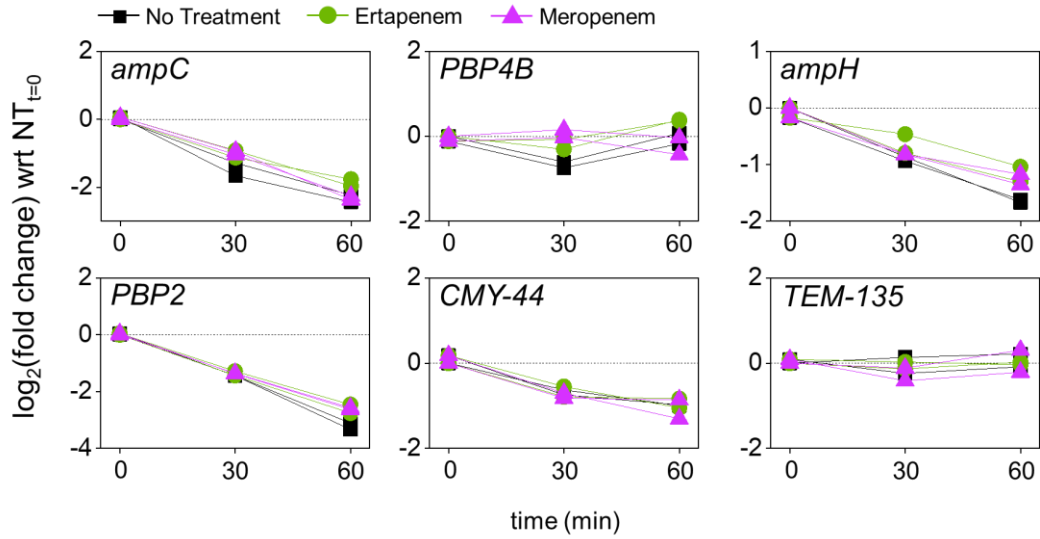 No Treatment Ertapenem Meropenem
log2(fold change) wrt NTt=0
ampC
2
0
-2
0 30 60
PBP4B
2
0
-2
0 30 60
ampH
1
0
-1
-2
0 30 60
PBP2
2
0
-2
-4
0 30 60
CMY-44
2
0
-2
0 30 60
TEM-135
2
0
-2
0 30 60
time (min)